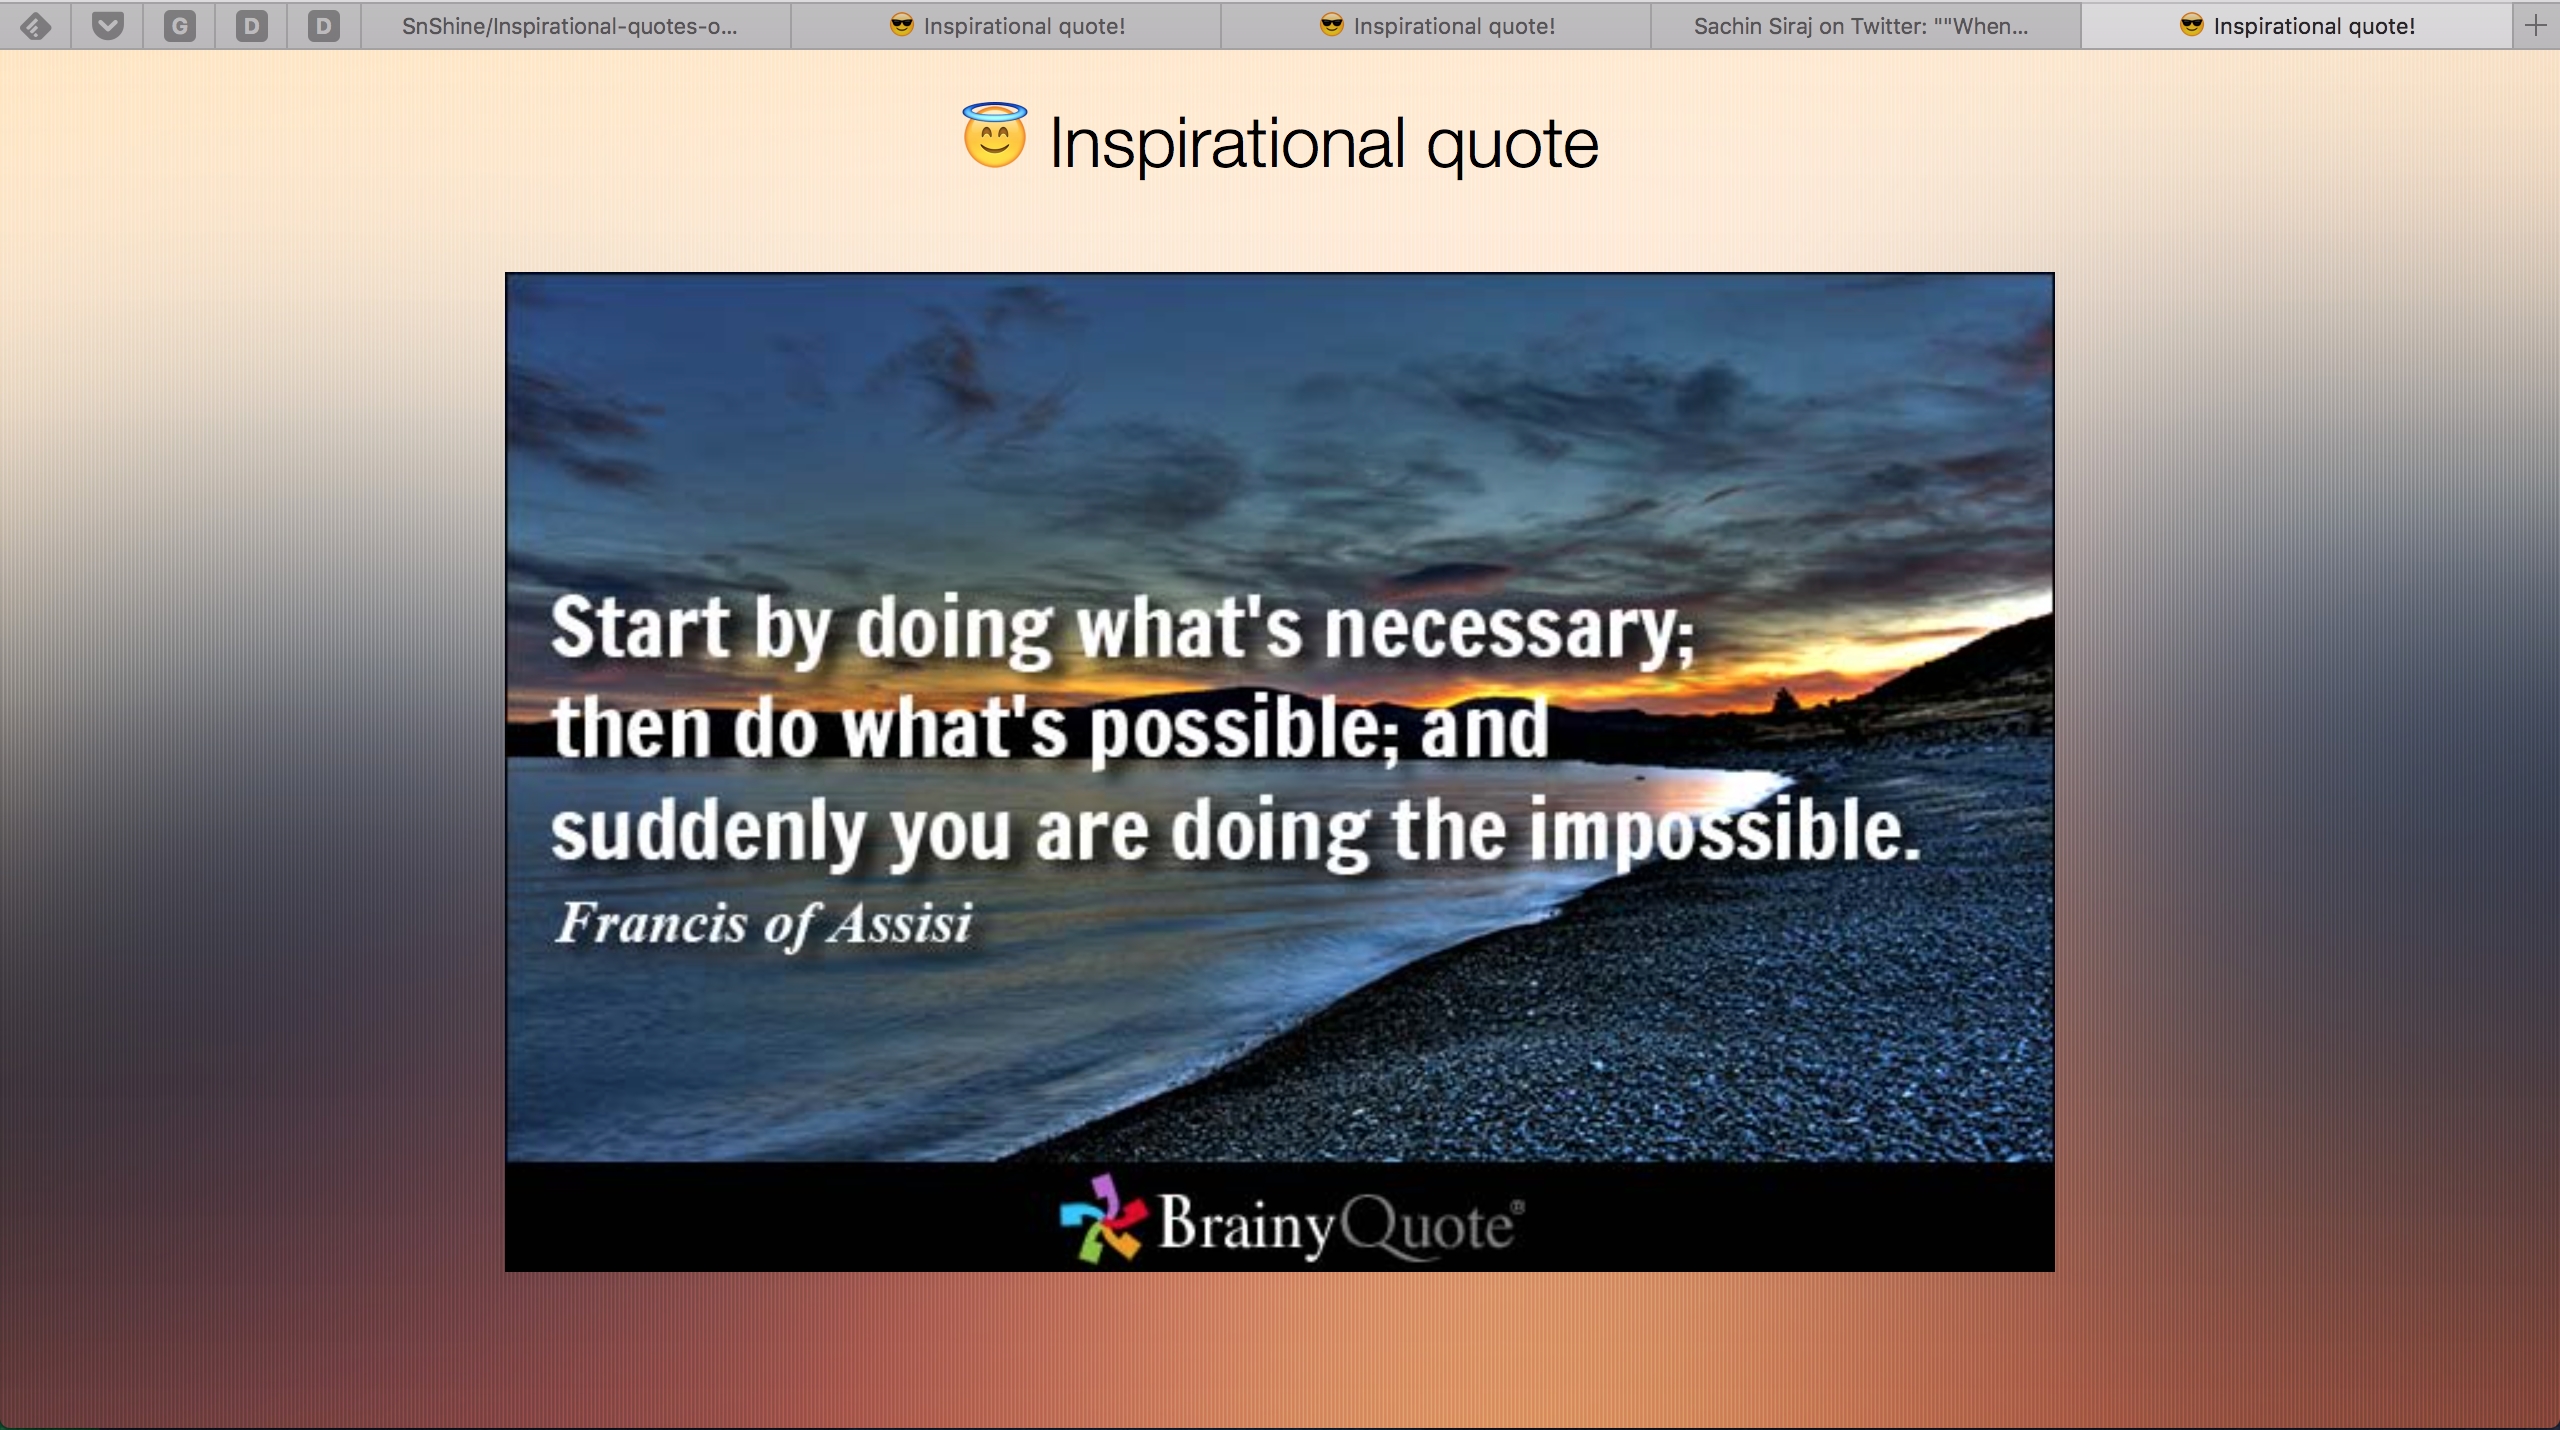 G
D
D
SnShine/Inspirational-quotes-o...
😎 Inspirational quote!
😎 Inspirational quote!
Sachin Siraj on Twitter: ""When...
😎 Inspirational quote!
😇 Inspirational quote
Start by doing what's necessary;
then do what's possible; and
suddenly you are doing the impossible.
Francis of Assisi
BrainyQuote®